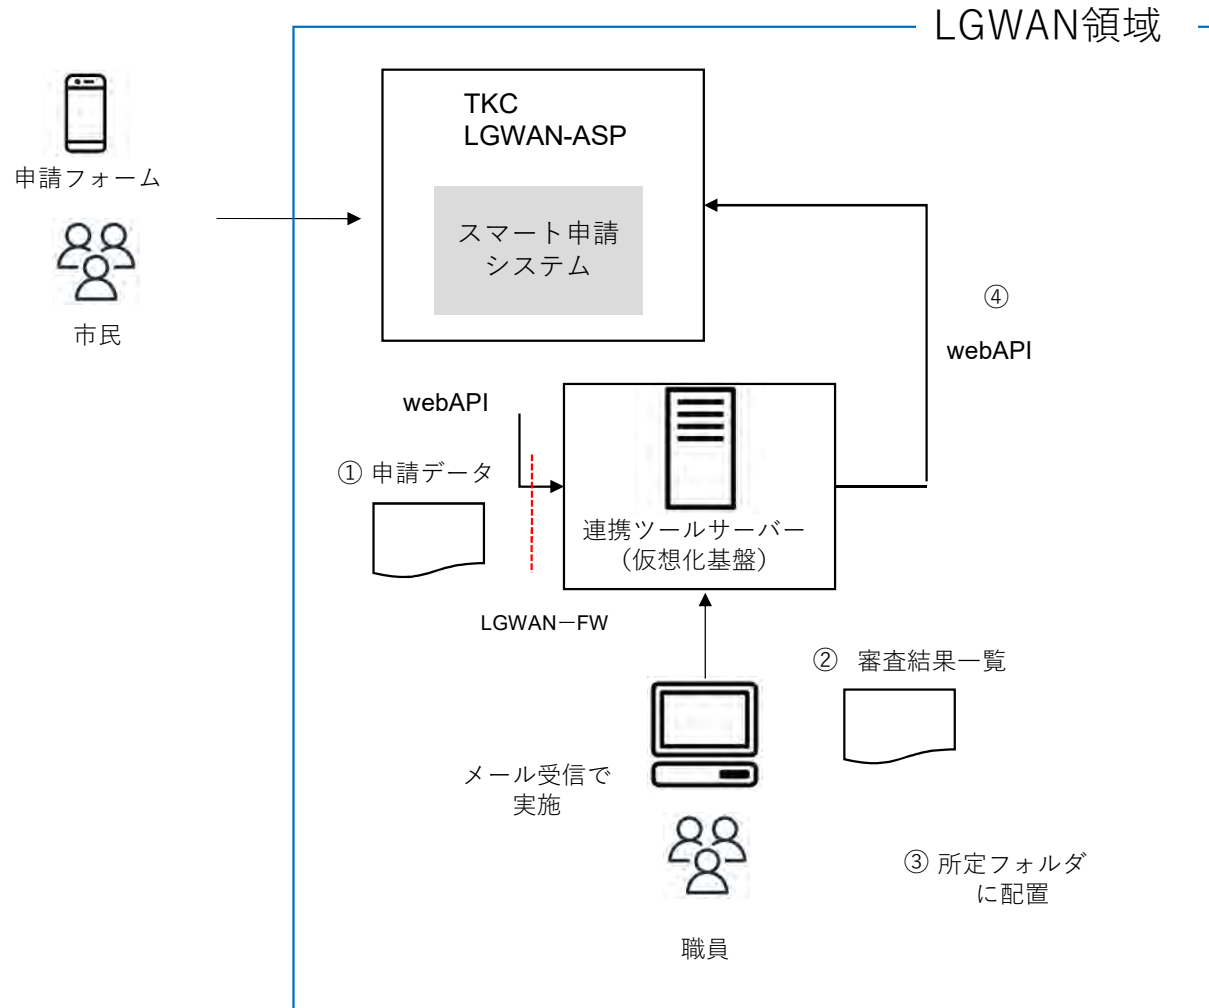 LGWAN領域
TKC
LGWAN-ASP
申請フォーム
スマート申請
システム
市民
④
webAPI
webAPI
① 申請データ
連携ツールサーバー
（仮想化基盤）
LGWAN－FW
② 審査結果一覧
メール受信で
実施
③ 所定フォルダ
に配置
職員